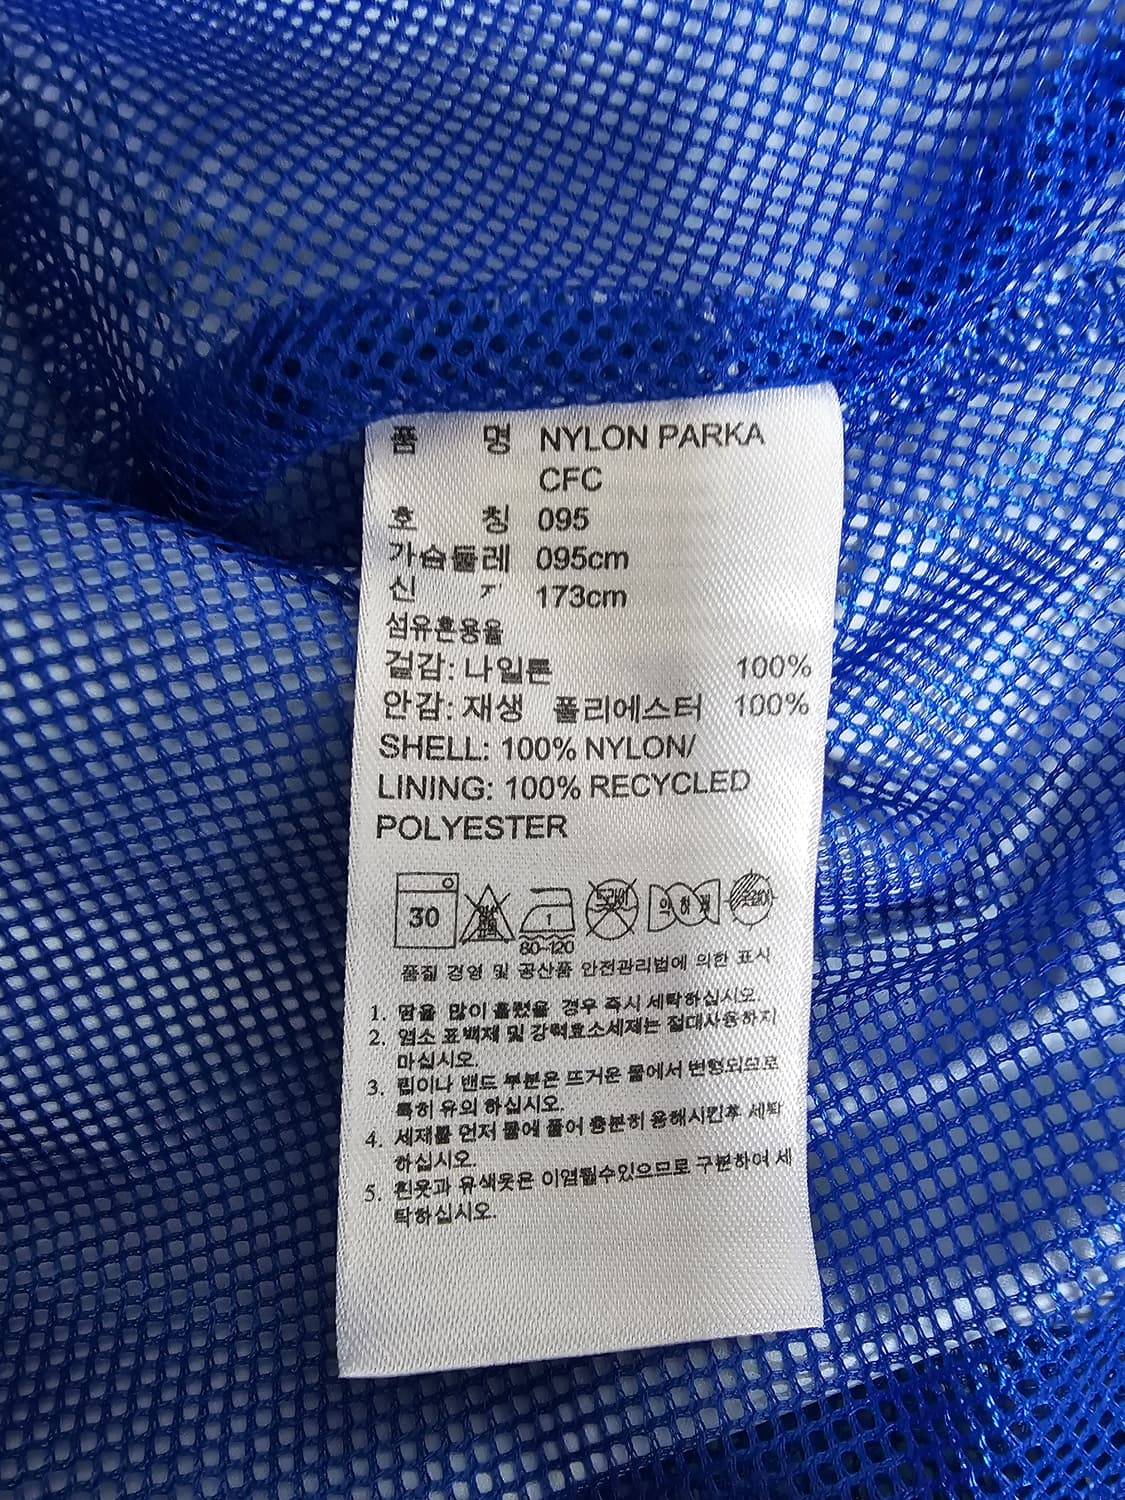 품 명 NYLON PARKA
CFC
호 칭 095
가슴둘레 095cm
신 173cm
섬유혼용율
겉감: 나일론 100%
안감: 재생 폴리에스터 100%
SHELL: 100% NYLON/
LINING: 100% RECYCLED
POLYESTER
30
80~120
1
드라이
약하게
품질 경영 및 공산품 안전관리법에 의한 표시
1. 땀을 많이 흘렸을 경우 즉시 세탁하십시오.
2. 염소 표백제 및 강력효소세제는 절대사용하지
마십시오.
3. 립이나 밴드 부분은 뜨거운 물에서 변형되므로
특히 유의 하십시오.
4. 세제를 먼저 물에 풀어 충분히 용해시킨후 세탁
하십시오.
5. 흰옷과 유색옷은 이염될수있으므로 구분하여 세
탁하십시오.